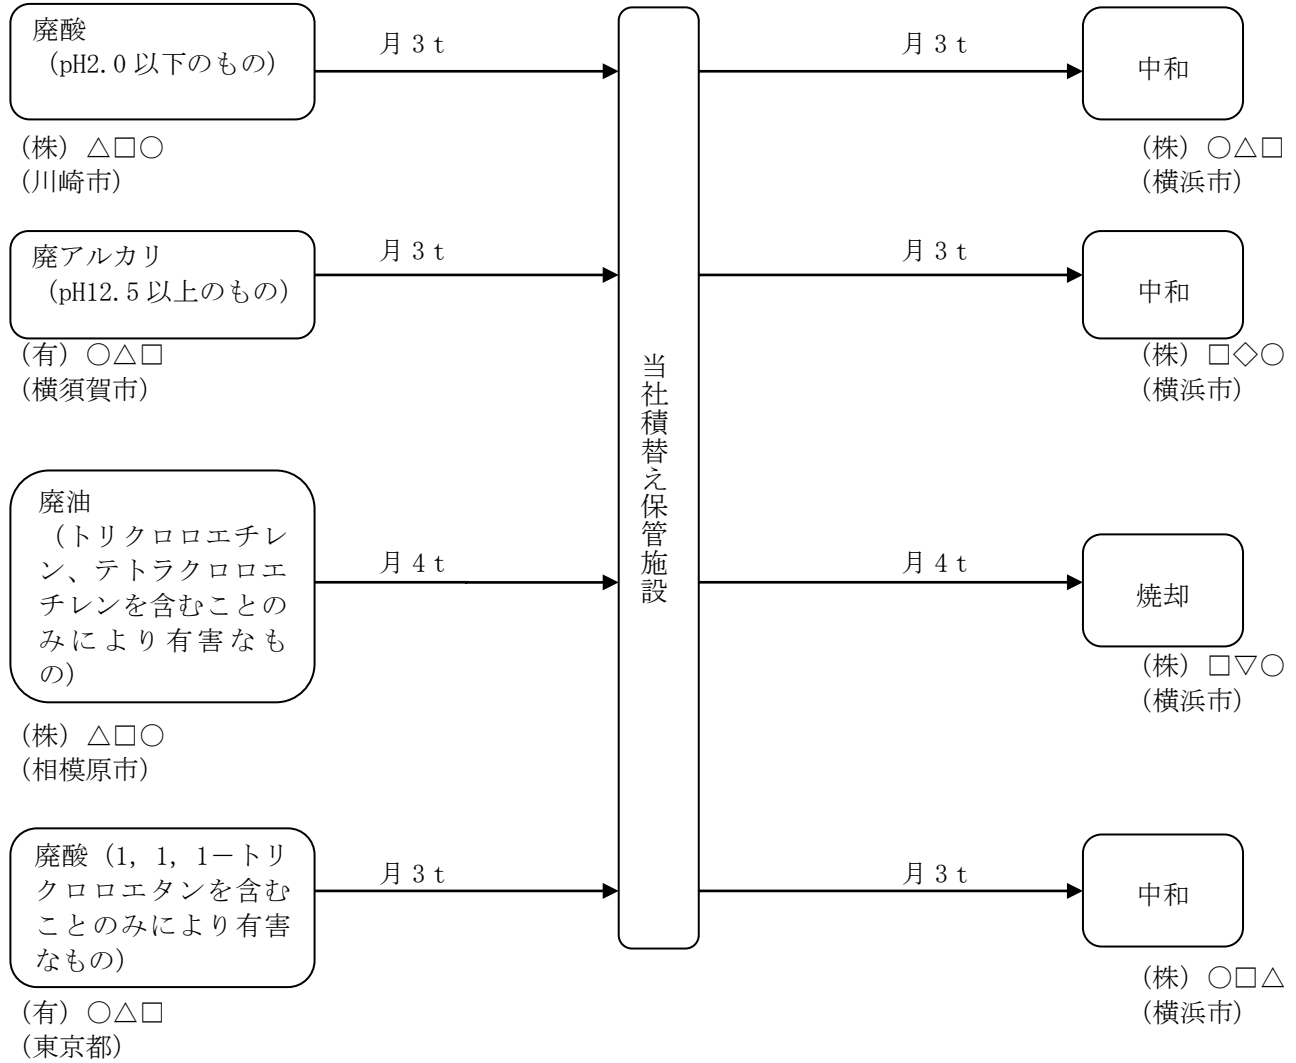 廃酸
（pH2.0以下のもの）
月3t
月3t
中和
（株）△□○
（川崎市）
（株）○△□
（横浜市）
廃アルカリ
（pH12.5以上のもの）
月3t
月3t
中和
（有）○△□
（横須賀市）
（株）□◇○
（横浜市）
当社積替え保管施設
廃油
（トリクロロエチレ
ン、テトラクロロエ
チレンを含むことの
みにより有害なも
の）
月4t
月4t
焼却
（株）△□○
（相模原市）
（株）□▽○
（横浜市）
廃酸（1，1，1－トリ
クロロエタンを含む
ことのみにより有害
なもの）
月3t
月3t
中和
（有）○△□
（東京都）
（株）○□△
（横浜市）